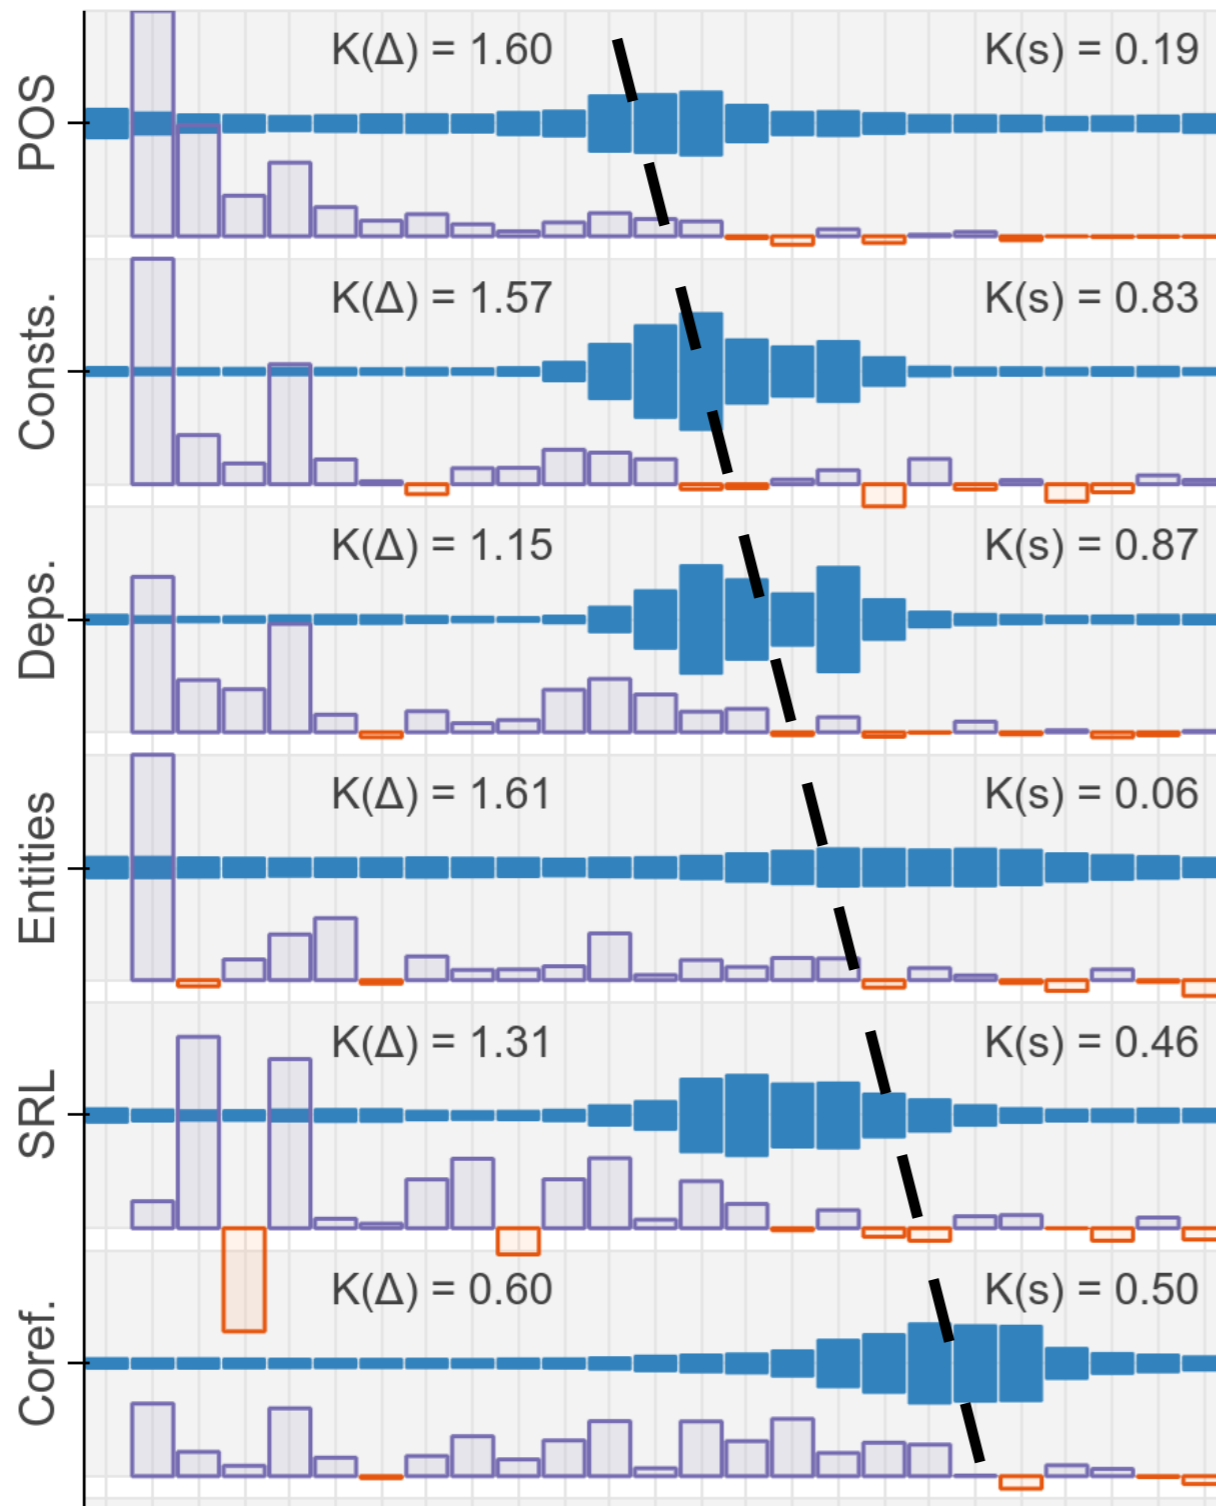 POS
K(Δ) = 1.60
K(s) = 0.19
Consts.
K(Δ) = 1.57
K(s) = 0.83
Deps.
K(Δ) = 1.15
K(s) = 0.87
Entities
K(Δ) = 1.61
K(s) = 0.06
SRL
K(Δ) = 1.31
K(s) = 0.46
Coref.
K(Δ) = 0.60
K(s) = 0.50